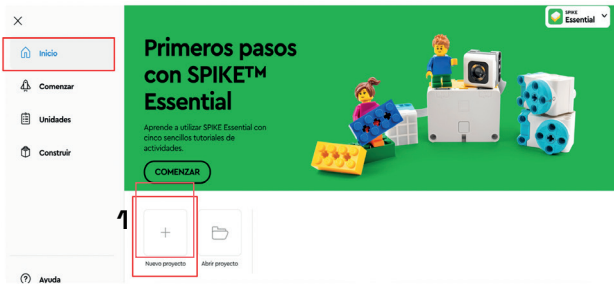 SPIKE
Essential
Inicio
Comenzar
Unidades
Construir
Ayuda
Primeros pasos
con SPIKE™
Essential
Aprende a utilizar SPIKE Essential con
cinco sencillos tutoriales de
actividades.
COMENZAR
1
Nuevo proyecto
Abrir proyecto